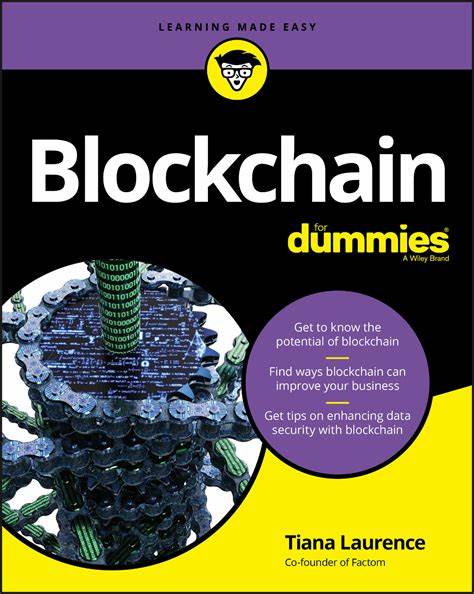 LEARNING MADE EASY
Blockchain
for
dummies®
A Wiley Brand
Get to know the
potential of blockchain
Find ways blockchain can
improve your business
Get tips on enhancing data
security with blockchain
Tiana Laurence
Co-founder of Factom